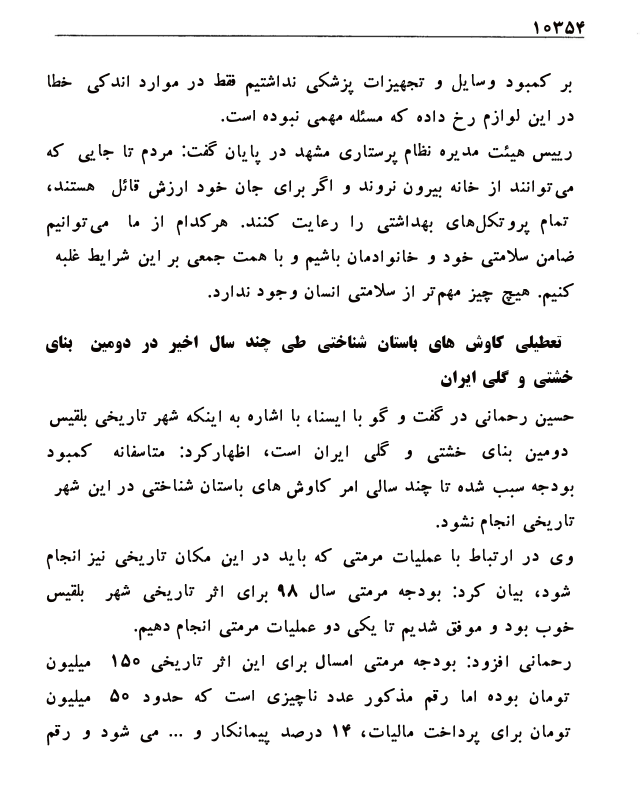 ۱۰۳۵۴
بر کمبود وسایل و تجهیزات پزشکی نداشتیم فقط در موارد اندکی خطا
در این لوازم رخ داده که مسئله مهمی نبوده است.
رییس هیئت مدیره نظام پرستاری مشهد در پایان گفت: مردم تا جایی که
می‌توانند از خانه بیرون نروند و اگر برای جان خود ارزش قائل هستند،
تمام پروتکل‌های بهداشتی را رعایت کنند. هرکدام از ما می‌توانیم
ضامن سلامتی خود و خانوادمان باشیم و با همت جمعی بر این شرایط غلبه
کنیم. هیچ چیز مهم‌تر از سلامتی انسان وجود ندارد.
تعطیلی کاوش های باستان شناختی طی چند سال اخیر در دومین بنای
خشتی و گلی ایران
حسین رحمانی در گفت و گو با ایسنا، با اشاره به اینکه شهر تاریخی بلقیس
دومین بنای خشتی و گلی ایران است، اظهارکرد: متاسفانه کمبود
بودجه سبب شده تا چند سالی امر کاوش های باستان شناختی در این شهر
تاریخی انجام نشود.
وی در ارتباط با عملیات مرمتی که باید در این مکان تاریخی نیز انجام
شود، بیان کرد: بودجه مرمتی سال ۹۸ برای اثر تاریخی شهر بلقیس
خوب بود و موفق شدیم تا یکی دو عملیات مرمتی انجام دهیم.
رحمانی افزود: بودجه مرمتی امسال برای این اثر تاریخی ۱۵۰ میلیون
تومان بوده اما رقم مذکور عدد ناچیزی است که حدود ۵۰ میلیون
تومان برای پرداخت مالیات، ۱۴ درصد پیمانکار و ... می شود و رقم